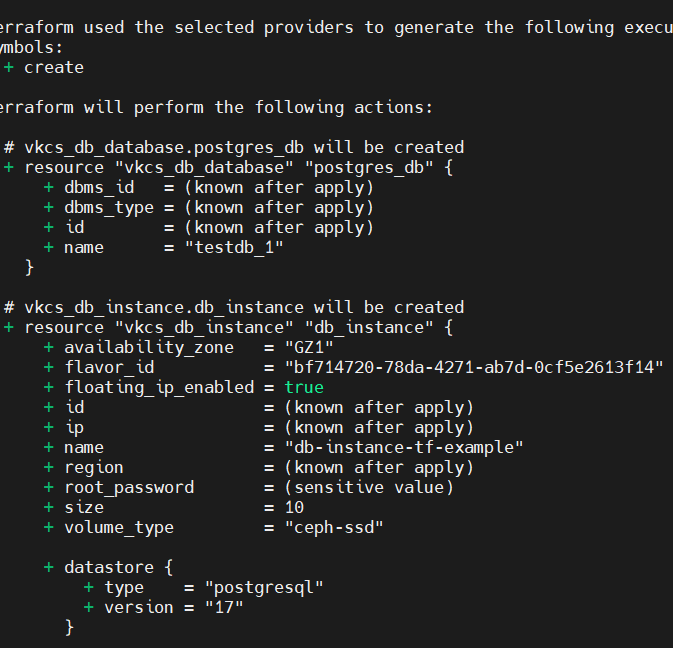 erraform used the selected providers to generate the following execu
ymbols:
+ create
erraform will perform the following actions:
# vkcs_db_database.postgres_db will be created
+ resource "vkcs_db_database" "postgres_db" {
+ dbms_id = (known after apply)
+ dbms_type = (known after apply)
+ id = (known after apply)
+ name = "testdb_1"
}
# vkcs_db_instance.db_instance will be created
+ resource "vkcs_db_instance" "db_instance" {
+ availability_zone = "GZ1"
+ flavor_id = "bf714720-78da-4271-ab7d-0cf5e2613f14"
+ floating_ip_enabled = true
+ id = (known after apply)
+ ip = (known after apply)
+ name = "db-instance-tf-example"
+ region = (known after apply)
+ root_password = (sensitive value)
+ size = 10
+ volume_type = "ceph-ssd"
+ datastore {
+ type = "postgresql"
+ version = "17"
}